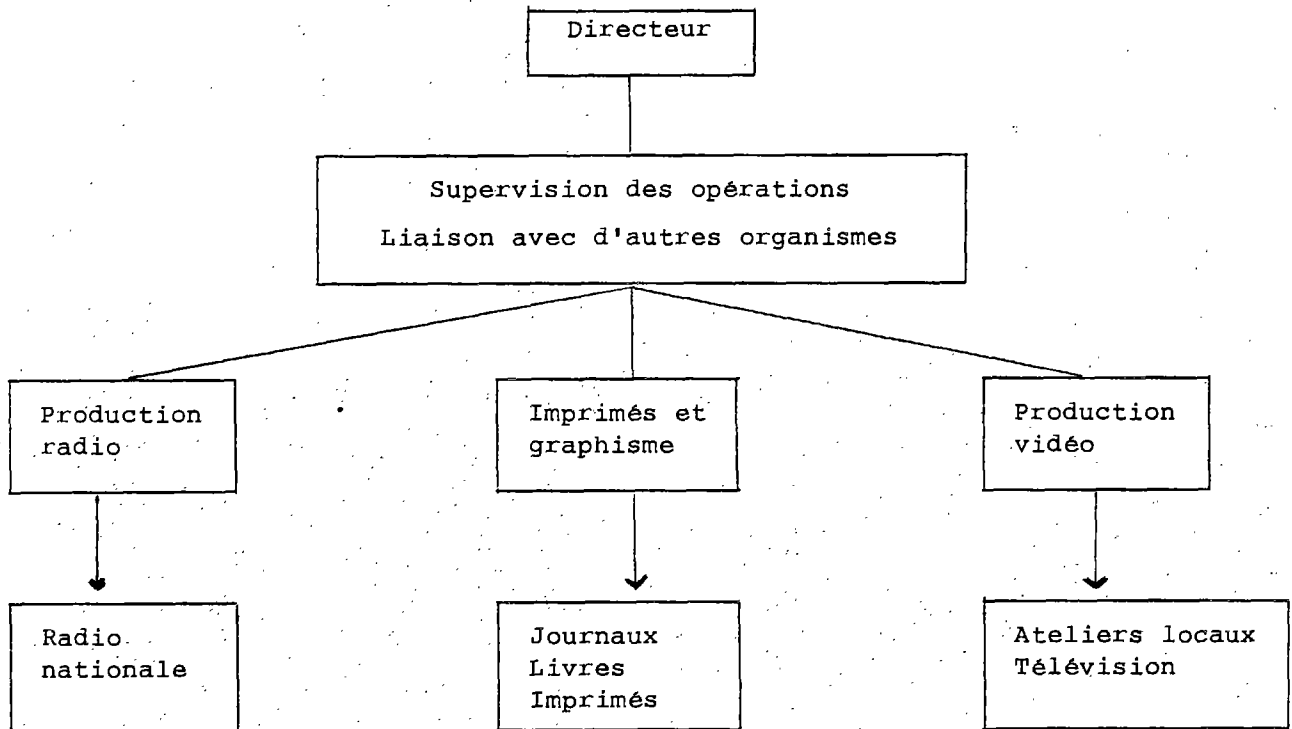 Directeur
Supervision des opérations
Liaison avec d'autres organismes
Production
radio
Imprimés et
graphisme
Production
vidéo
Radio
nationale
Journaux
Livres
Imprimés
Ateliers locaux
Télévision